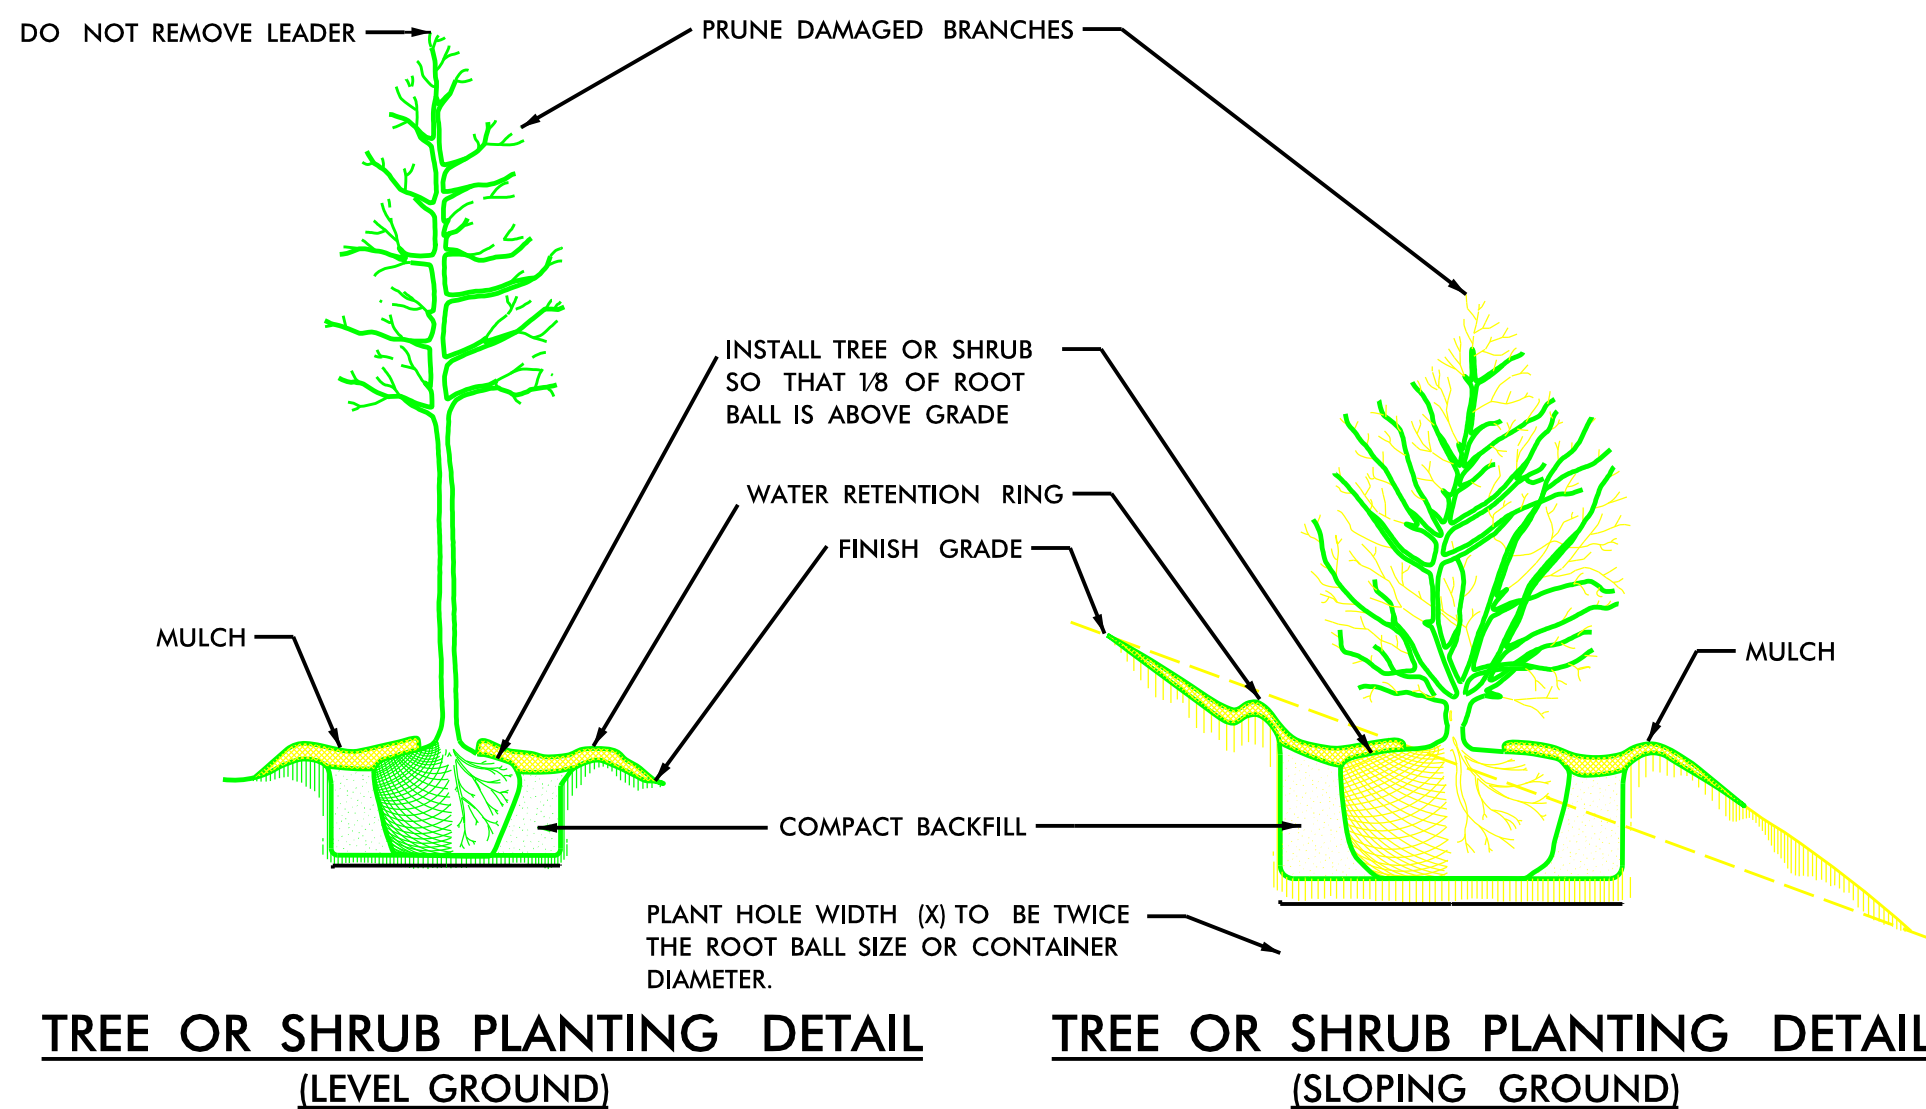 DO NOT REMOVE LEADER
PRUNE DAMAGED BRANCHES
INSTALL TREE OR SHRUB
SO THAT 1/8 OF ROOT
BALL IS ABOVE GRADE
WATER RETENTION RING
FINISH GRADE
MULCH
MULCH
COMPACT BACKFILL
PLANT HOLE WIDTH (X) TO BE TWICE
THE ROOT BALL SIZE OR CONTAINER
DIAMETER.
TREE OR SHRUB PLANTING DETAIL
(LEVEL GROUND)
TREE OR SHRUB PLANTING DETAIL
(SLOPING GROUND)